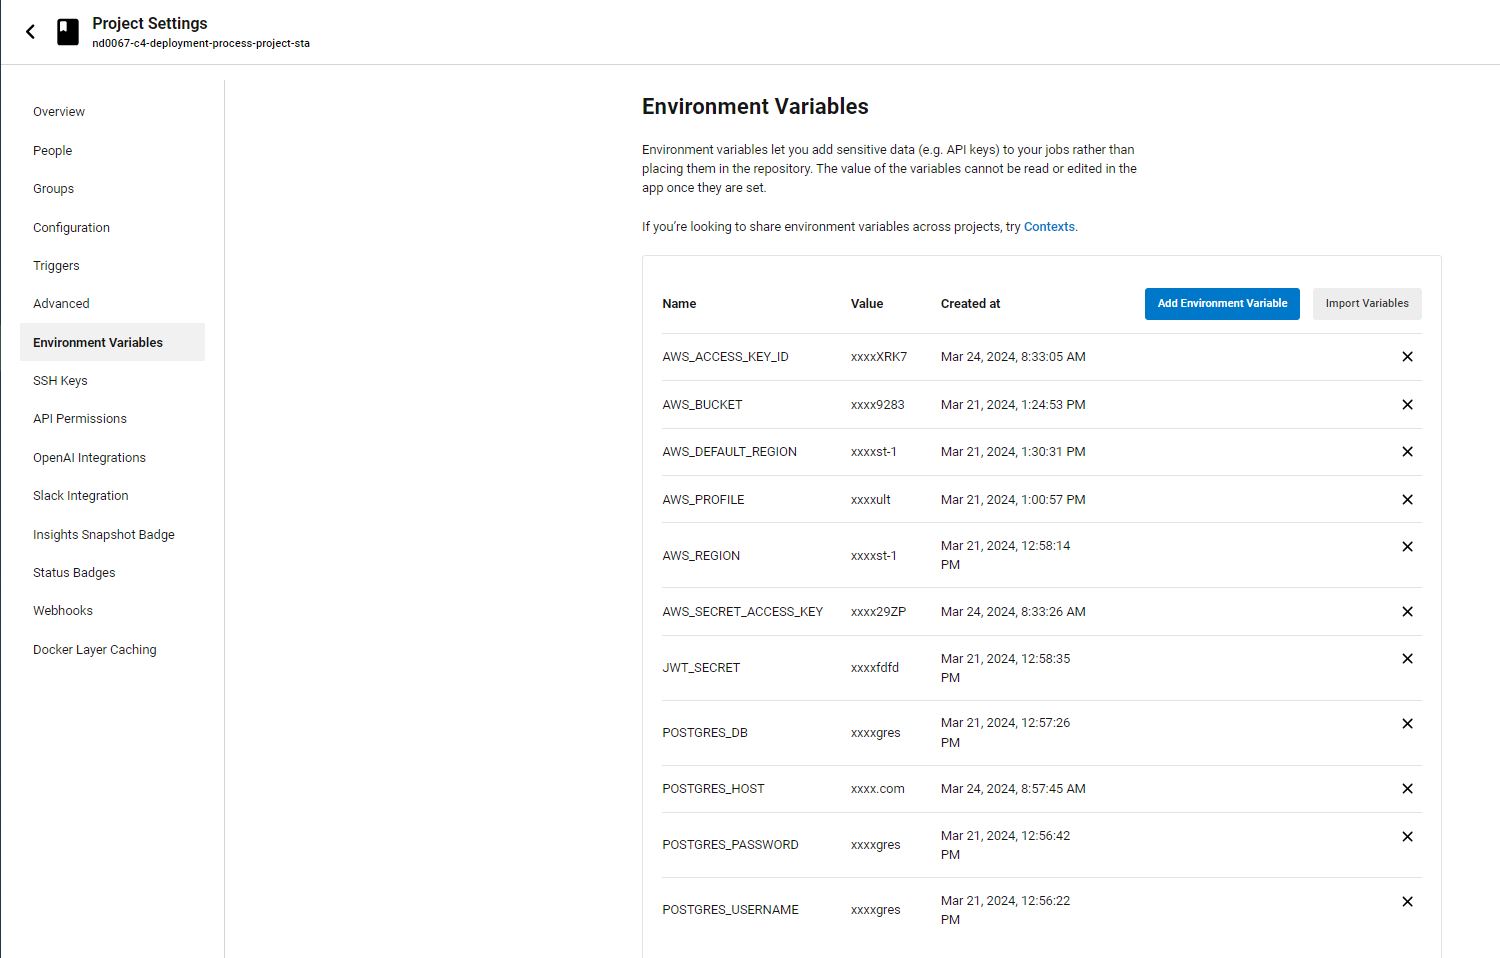 Project Settings
nd0067-c4-deployment-process-project-sta
Overview
People
Groups
Configuration
Triggers
Advanced
Environment Variables
SSH Keys
API Permissions
OpenAI Integrations
Slack Integration
Insights Snapshot Badge
Status Badges
Webhooks
Docker Layer Caching
Environment Variables
Environment variables let you add sensitive data (e.g. API keys) to your jobs rather than
placing them in the repository. The value of the variables cannot be read or edited in the
app once they are set.
If you're looking to share environment variables across projects, try Contexts.
Name Value Created at Add Environment Variable Import Variables
AWS_ACCESS_KEY_ID xxxxXRK7 Mar 24, 2024, 8:33:05 AM
AWS_BUCKET xxxx9283 Mar 21, 2024, 1:24:53 PM
AWS_DEFAULT_REGION xxxxst-1 Mar 21, 2024, 1:30:31 PM
AWS_PROFILE xxxxult Mar 21, 2024, 1:00:57 PM
AWS_REGION xxxxst-1 Mar 21, 2024, 12:58:14
PM
AWS_SECRET_ACCESS_KEY xxxx29ZP Mar 24, 2024, 8:33:26 AM
JWT_SECRET xxxxfdfd Mar 21, 2024, 12:58:35
PM
POSTGRES_DB xxxxgres Mar 21, 2024, 12:57:26
PM
POSTGRES_HOST xxxx.com Mar 24, 2024, 8:57:45 AM
POSTGRES_PASSWORD xxxxgres Mar 21, 2024, 12:56:42
PM
POSTGRES_USERNAME xxxxgres Mar 21, 2024, 12:56:22
PM